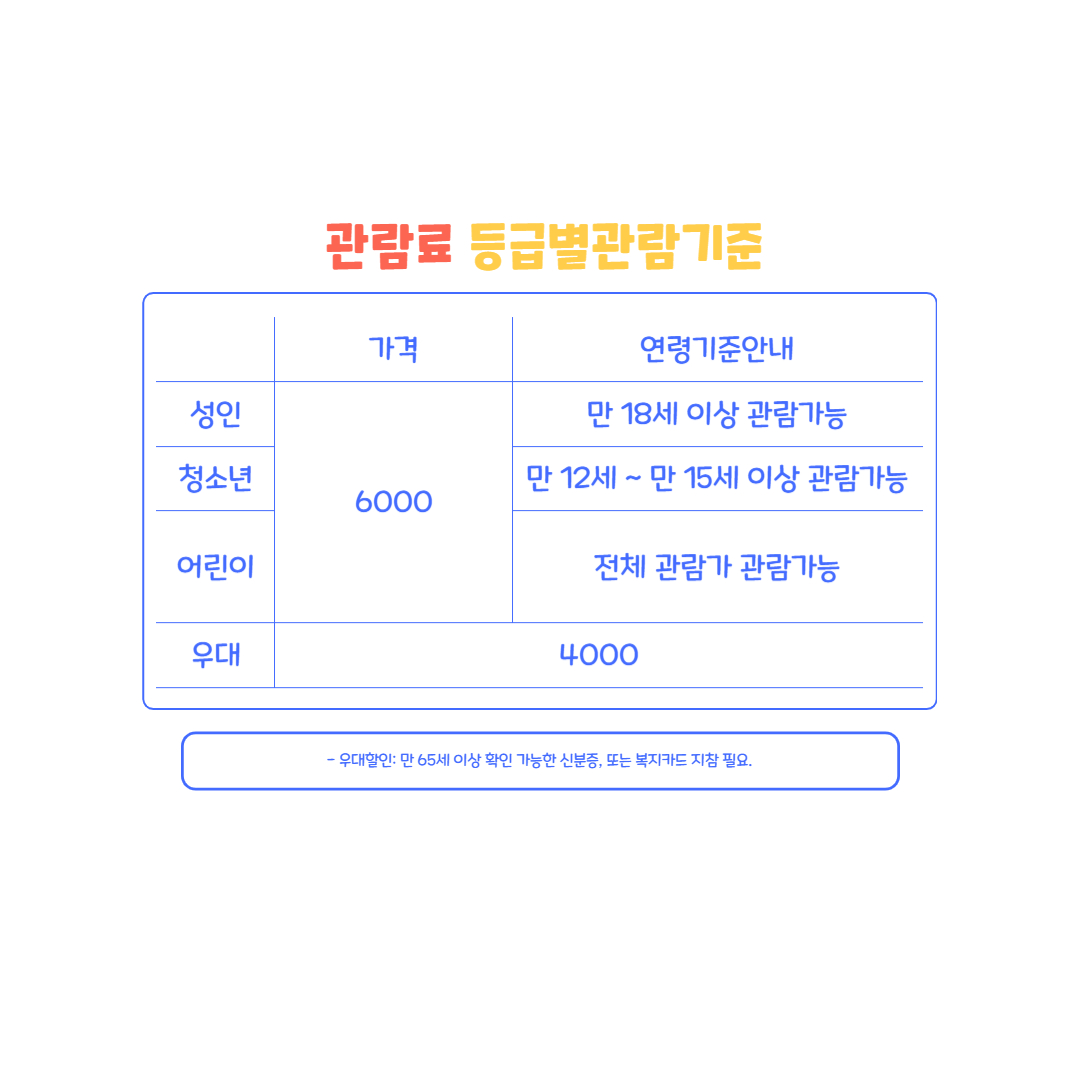 관람료 등급별관람기준
가격 연령기준안내
성인 만 18세 이상 관람가능
청소년 만 12세 ~ 만 15세 이상 관람가능
6000
어린이 전체 관람가 관람가능
우대 4000
- 우대할인: 만 65세 이상 확인 가능한 신분증, 또는 복지카드 지참 필요.